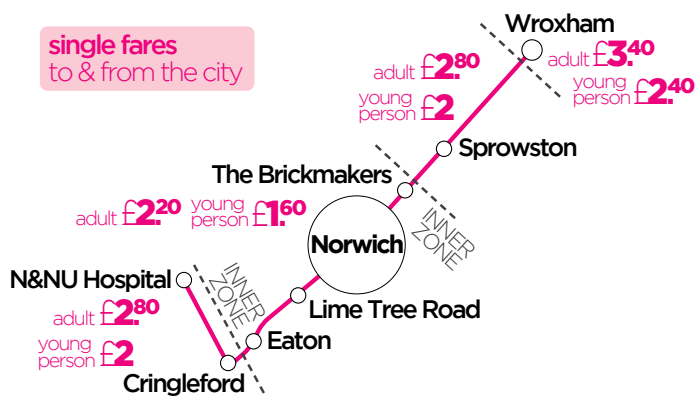 single fares
to & from the city
Wroxham
adult £3.40
young
person £2.40
adult £2.80
young
person £2
Sprowston
The Brickmakers
INNER
ZONE
adult £2.20
young
person £1.60
Norwich
N&NU Hospital
INNER
ZONE
Lime Tree Road
adult £2.80
Eaton
young
person £2
Cringleford